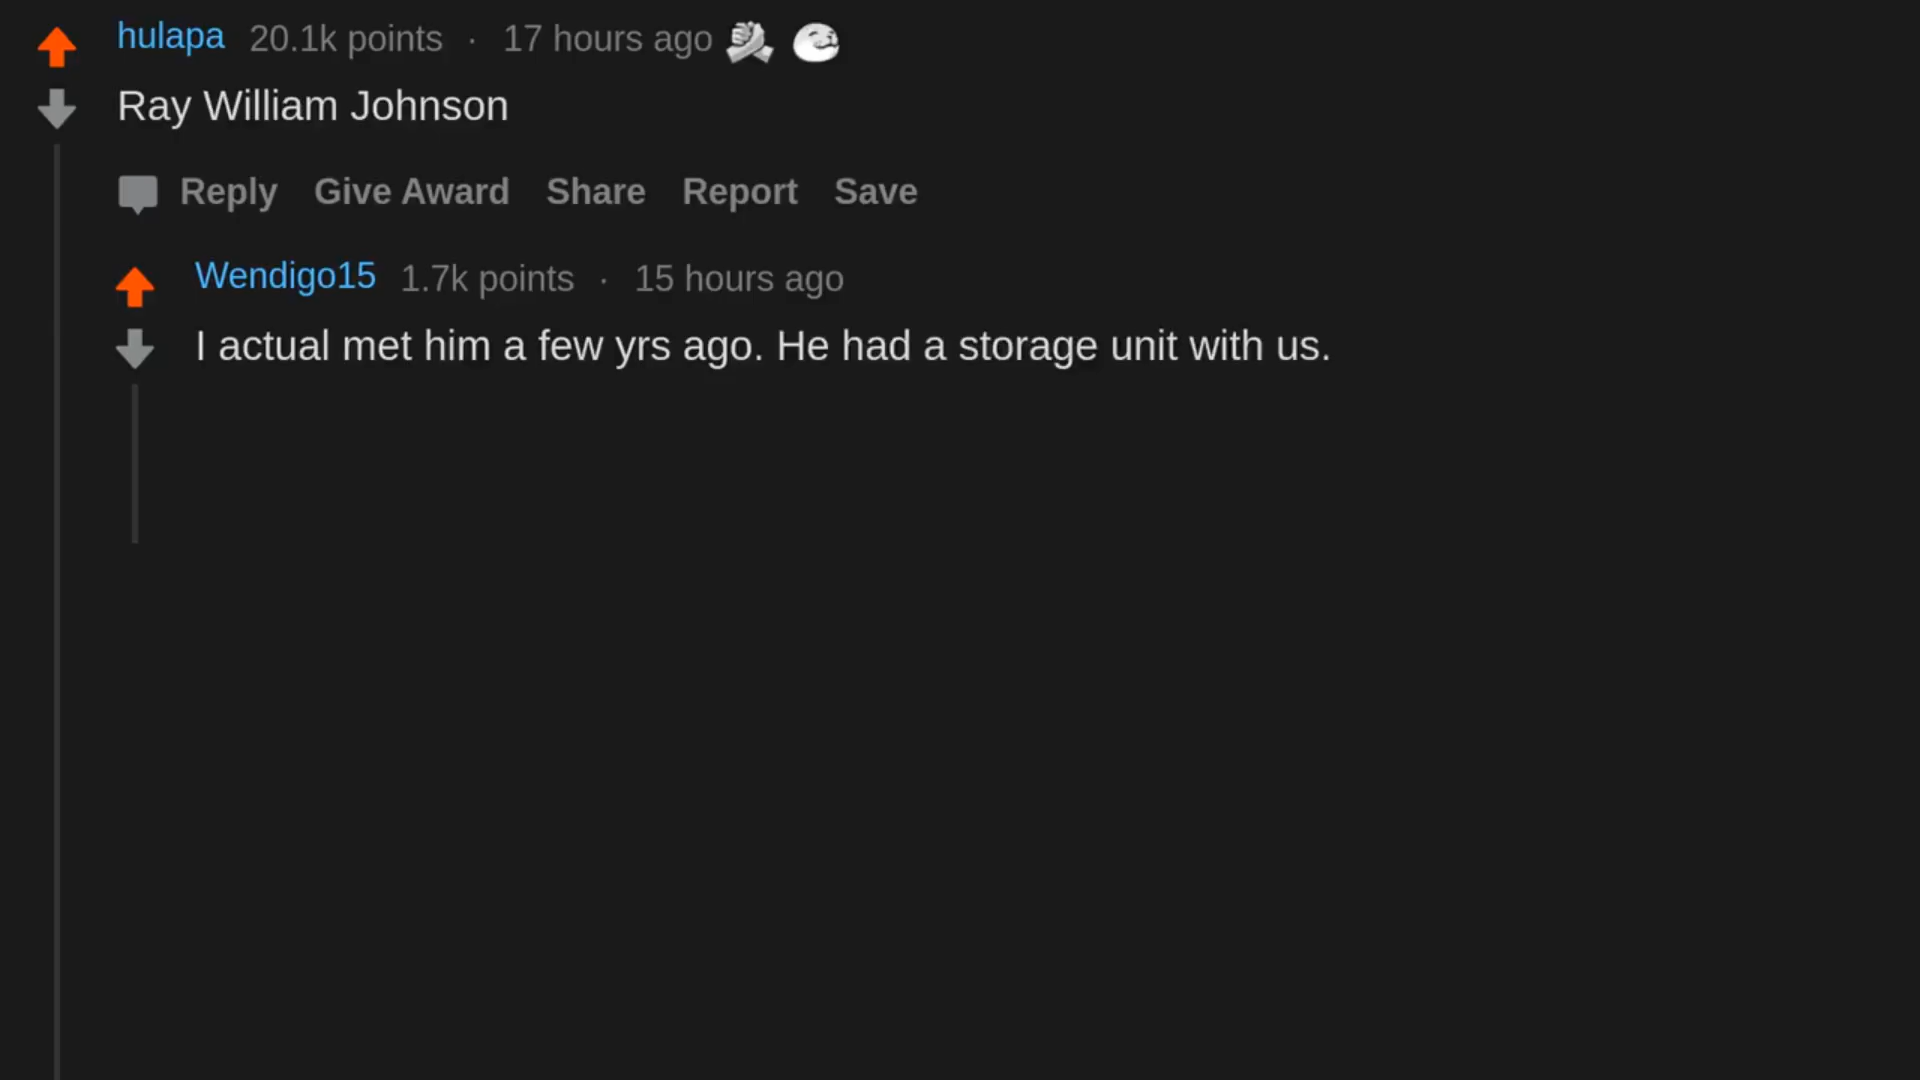 hulapa 20.1k points · 17 hours ago
Ray William Johnson
Reply Give Award Share Report Save
Wendigo15 1.7k points · 15 hours ago
I actual met him a few yrs ago. He had a storage unit with us.